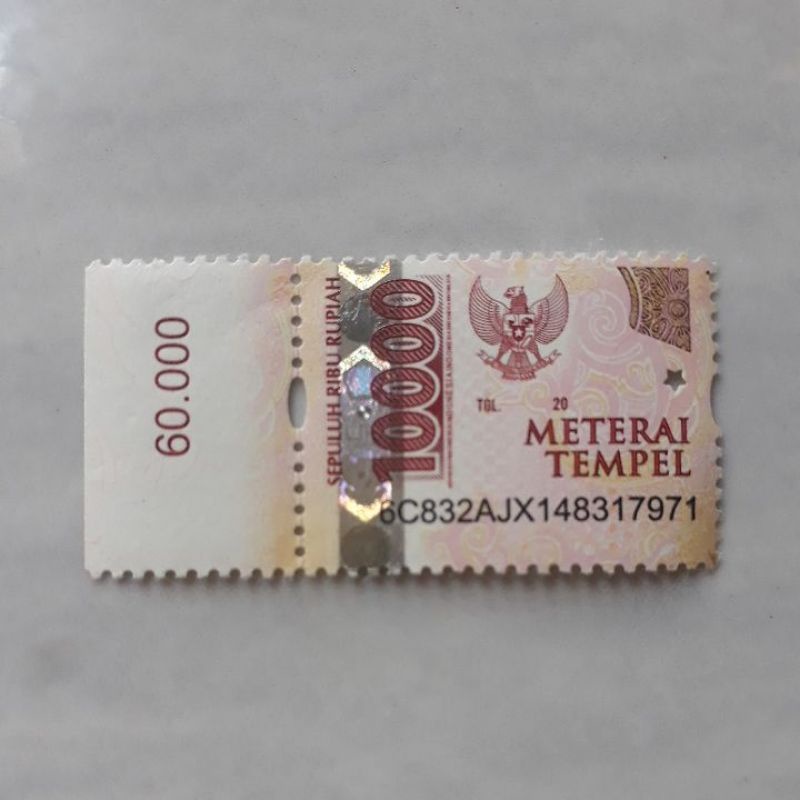 60.000
SEPULUH RIBU RUPIAH
10000
TGL. 20
METERAI
TEMPEL
6C832AJX148317971